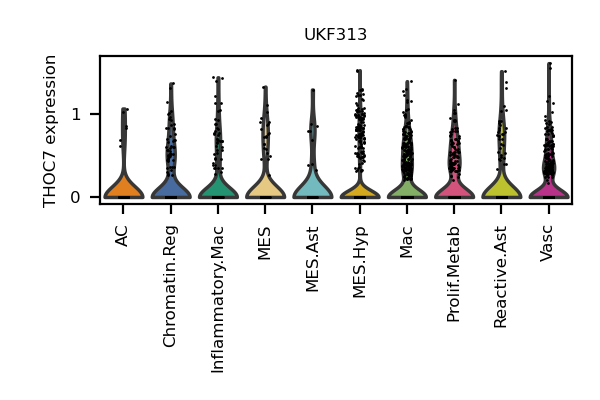 UKF313
THOC7 expression
1
0
AC
Chromatin.Reg
Inflammatory.Mac
MES
MES.Ast
MES.Hyp
Mac
Prolif.Metab
Reactive.Ast
Vasc